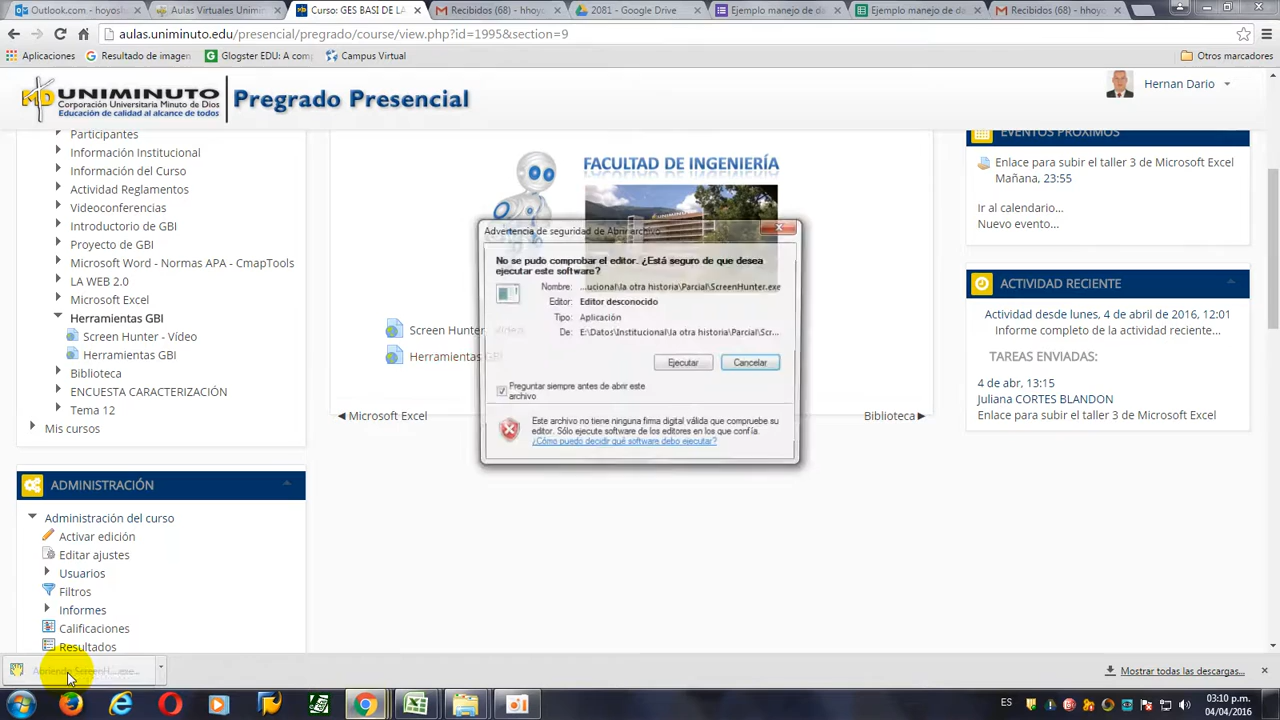 Outlook.com - hoyosh
Aulas Virtuales Unimin
Curso: GES BASI DE LA
Recibidos (68) - hhoyo
2081 - Google Drive
Ejemplo manejo de da
Ejemplo manejo de da
Recibidos (68) - hhoyo
aulas.uniminuto.edu/presencial/pregrado/course/view.php?id=1995&section=9
Aplicaciones
Resultado de imagen
Glogster EDU: A comp
Campus Virtual
Otros marcadores
UNIMINUTO
Corporación Universitaria Minuto de Dios
Educación de calidad al alcance de todos
Pregrado Presencial
Hernan Dario
Participantes
Información Institucional
Información del Curso
Actividad Reglamentos
Videoconferencias
Introductorio de GBI
Proyecto de GBI
Microsoft Word - Normas APA - CmapTools
LA WEB 2.0
Microsoft Excel
Herramientas GBI
Screen Hunter - Vídeo
Herramientas GBI
Biblioteca
ENCUESTA CARACTERIZACIÓN
Tema 12
Mis cursos
ADMINISTRACIÓN
Administración del curso
Activar edición
Editar ajustes
Usuarios
Filtros
Informes
Calificaciones
Resultados
FACULTAD DE INGENIERÍA
Screen Hunter - Vídeo
Herramientas GBI
◀ Microsoft Excel
Biblioteca ▶
Advertencia de seguridad de Abrir archivo
No se pudo comprobar el editor. ¿Está seguro de que desea
ejecutar este software?
Nombre: ...ucional\la otra historia\Parcial\ScreenHunter.exe
Editor: Editor desconocido
Tipo: Aplicación
De: E:\Datos\Institucional\la otra historia\Parcial\Scr...
Ejecutar
Cancelar
Preguntar siempre antes de abrir este
archivo
Este archivo no tiene ninguna firma digital válida que compruebe su
editor. Sólo ejecute software de los editores en los que confía.
¿Cómo puedo decidir qué software debo ejecutar?
EVENTOS PRÓXIMOS
Enlace para subir el taller 3 de Microsoft Excel
Mañana, 23:55
Ir al calendario...
Nuevo evento...
ACTIVIDAD RECIENTE
Actividad desde lunes, 4 de abril de 2016, 12:01
Informe completo de la actividad reciente...
TAREAS ENVIADAS:
4 de abr, 13:15
Juliana CORTES BLANDON
Enlace para subir el taller 3 de Microsoft Excel
Abriendo ScreenH....exe...
Mostrar todas las descargas...
ES
03:10 p.m.
04/04/2016